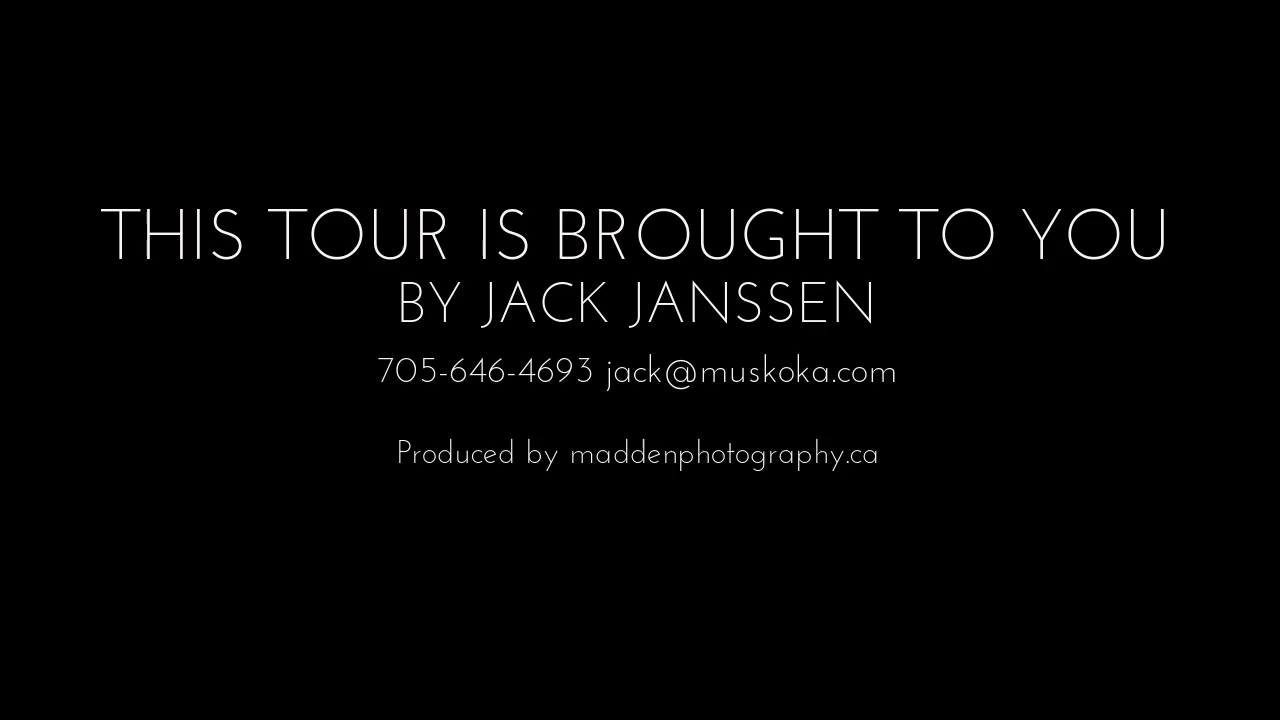 THIS TOUR IS BROUGHT TO YOU
BY JACK JANSSEN
705-646-4693 jack@muskoka.com
Produced by maddenphotography.ca